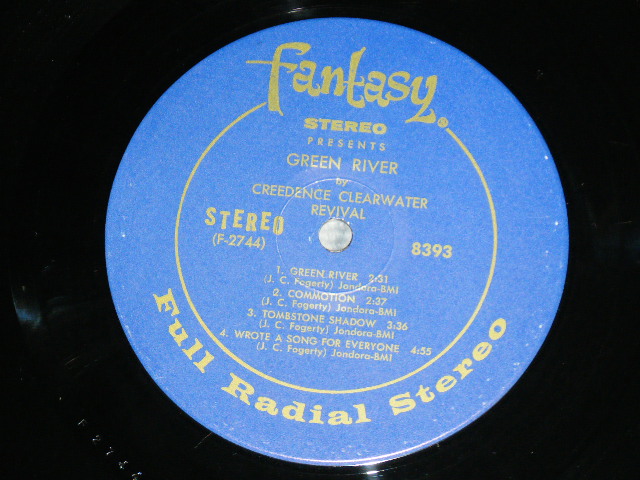 fantasy®
STEREO
PRESENTS
GREEN RIVER
by
CREEDENCE CLEARWATER
REVIVAL
STEREO
(F-2744)
8393
1. GREEN RIVER 2:31
(J. C. Fogerty) Jondora-BMI
2. COMMOTION 2:37
(J. C. Fogerty) Jondora-BMI
3. TOMBSTONE SHADOW 3:36
(J. C. Fogerty) Jondora-BMI
4. WROTE A SONG FOR EVERYONE 4:55
(J. C. Fogerty) Jondora-BMI
Full Radial Stereo